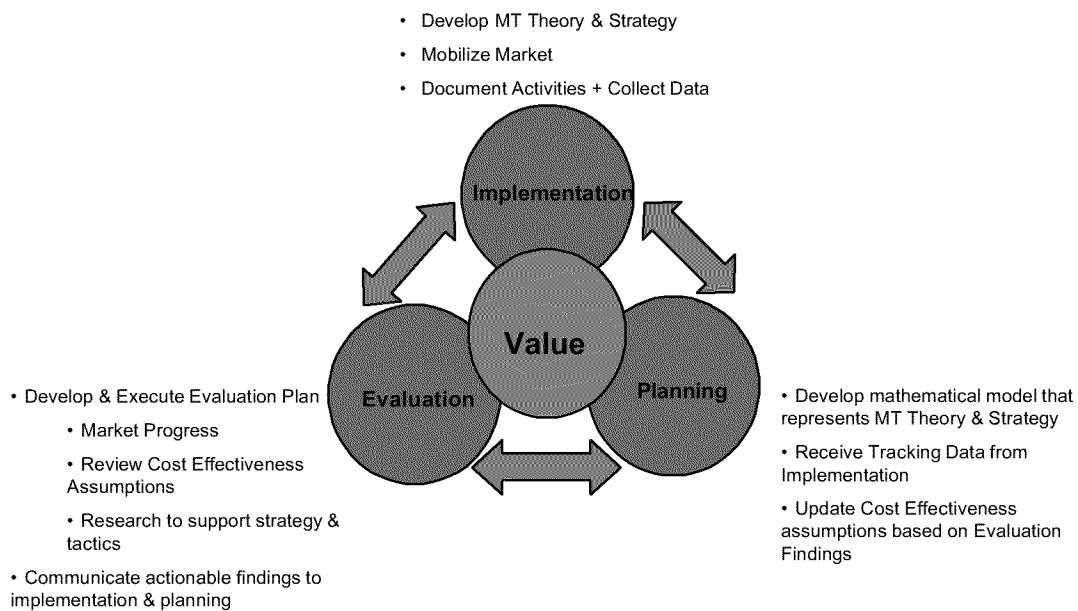 • Develop MT Theory & Strategy
• Mobilize Market
• Document Activities + Collect Data
Implementation
Value
Evaluation
Planning
• Develop & Execute Evaluation Plan
• Market Progress
• Review Cost Effectiveness
Assumptions
• Research to support strategy &
tactics
• Communicate actionable findings to
implementation & planning
• Develop mathematical model that
represents MT Theory & Strategy
• Receive Tracking Data from
Implementation
• Update Cost Effectiveness
assumptions based on Evaluation
Findings